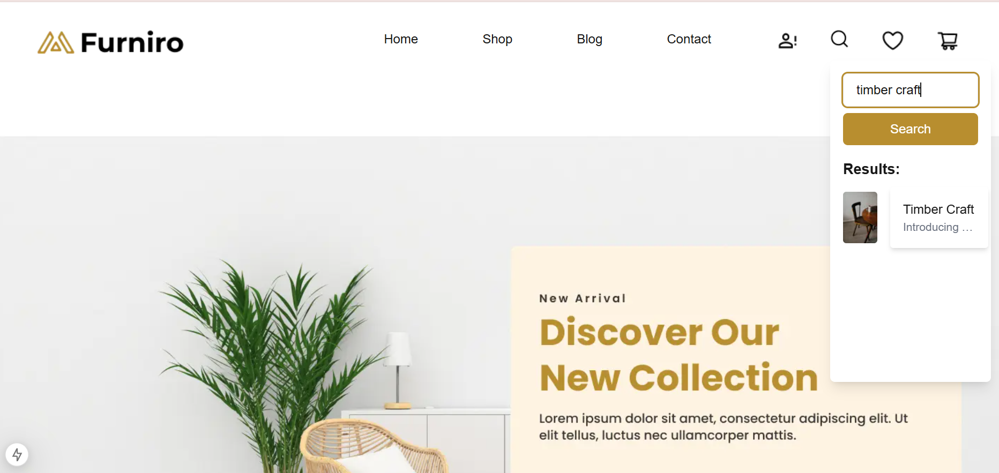 Furniro
Home
Shop
Blog
Contact
timber craft
Search
Results:
Timber Craft
Introducing …
New Arrival
Discover Our
New Collection
Lorem ipsum dolor sit amet, consectetur adipiscing elit. Ut
elit tellus, luctus nec ullamcorper mattis.